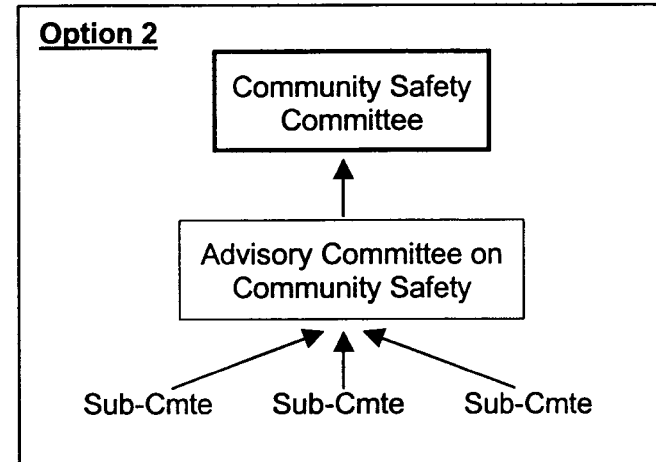 Option 2
Community Safety
Committee
Advisory Committee on
Community Safety
Sub-Cmte Sub-Cmte Sub-Cmte